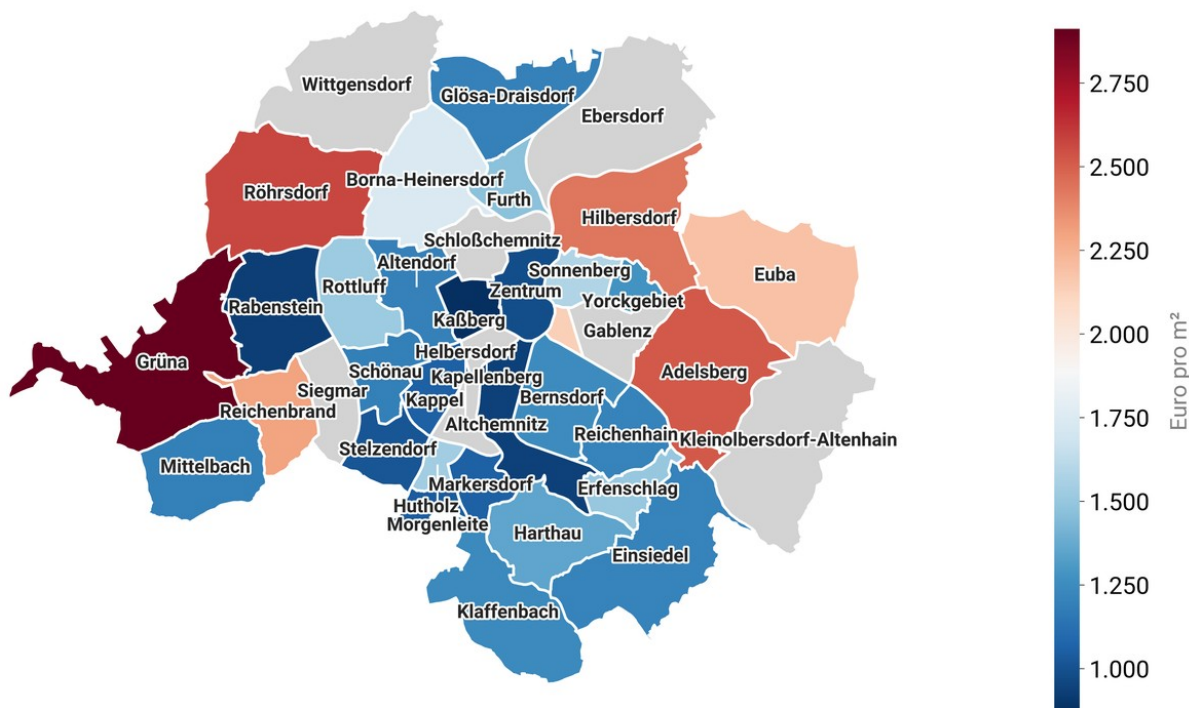 Wittgensdorf
Glösa-Draisdorf
Ebersdorf
Röhrsdorf
Borna-Heinersdorf
Furth
Hilbersdorf
Schloßchemnitz
Altendorf
Sonnenberg
Euba
Rottluff
Zentrum
Yorckgebiet
Rabenstein
Kaßberg
Gablenz
Grüna
Helbersdorf
Schönau
Kapellenberg
Adelsberg
Siegmar
Kappel
Bernsdorf
Reichenbrand
Altchemnitz
Reichenhain
Kleinolbersdorf-Altenhain
Stelzendorf
Mittelbach
Markersdorf
Erfenschlag
Hutholz
Morgenleite
Harthau
Einsiedel
Klaffenbach
2.750
2.500
2.250
2.000
1.750
1.500
1.250
1.000
Euro pro m²